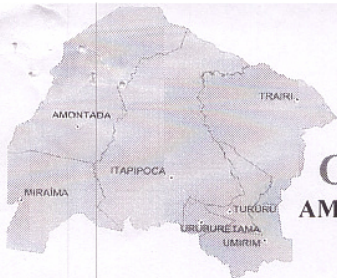 TRAIRI
AMONTADA
ITAPIPOCA
MIRAÍMA
TURURU
URUBURETAMA
UMIRIM
C
AM